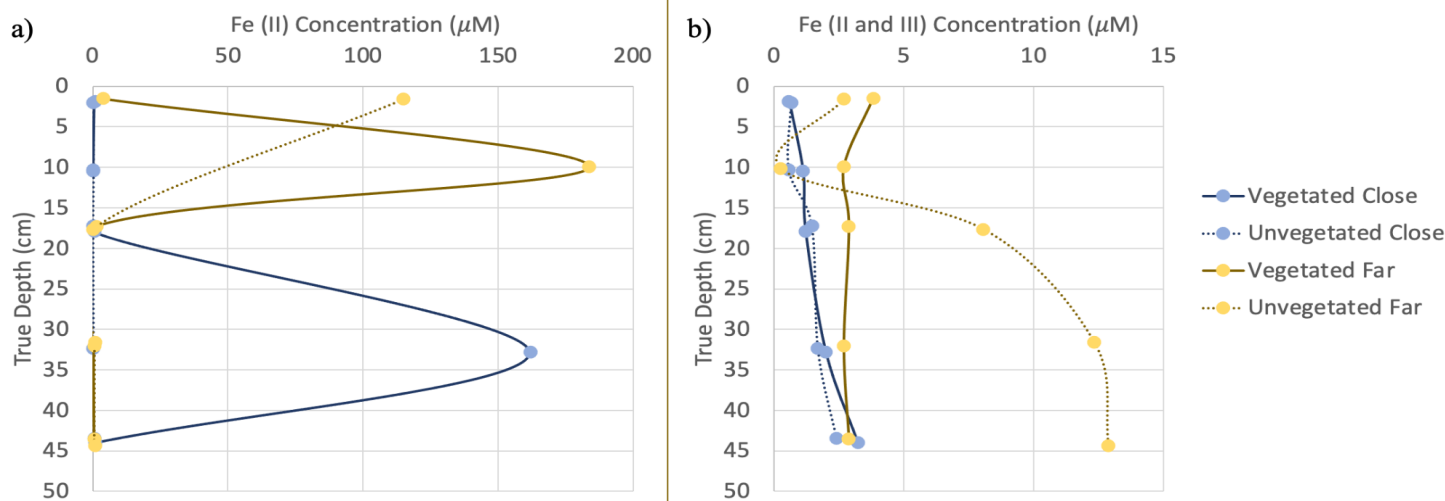 a)
Fe (II) Concentration (μM)
0 50 100 150 200
0
5
10
15
20
25
30
35
40
45
50
True Depth (cm)
b)
Fe (II and III) Concentration (μM)
0 5 10 15
0
5
10
15
20
25
30
35
40
45
50
True Depth (cm)
Vegetated Close
Unvegetated Close
Vegetated Far
Unvegetated Far